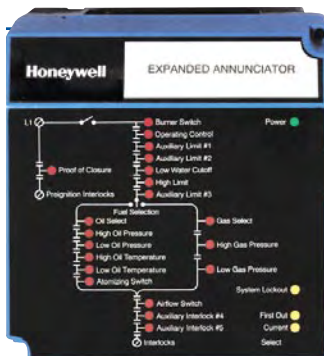 Honeywell
EXPANDED ANNUNCIATOR
L1
Burner Switch
Power
Operating Control
Auxiliary Limit #1
Auxiliary Limit #2
Proof of Closure
Low Water Cutoff
High Limit
Preignition Interlocks
Auxiliary Limit #3
Fuel Selection
Oil Select
Gas Select
High Oil Pressure
Low Oil Pressure
High Gas Pressure
High Oil Temperature
Low Oil Temperature
Low Gas Pressure
Atomizing Switch
System Lockout
Airflow Switch
Auxiliary Interlock #4
First Out
Auxiliary Interlock #5
Current
Interlocks
Select